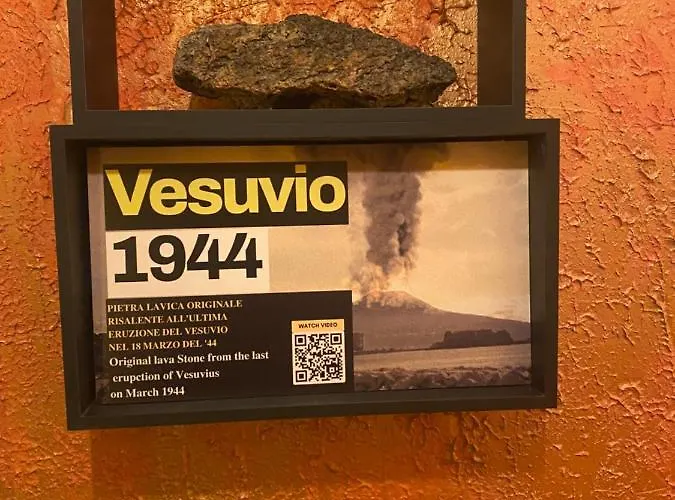 Vesuvio
1944
PIETRA LAVICA ORIGINALE
RISALENTE ALL'ULTIMA
ERUZIONE DEL VESUVIO
NEL 18 MARZO DEL '44
Original lava Stone from the last
erupction of Vesuvius
on March 1944
WATCH VIDEO